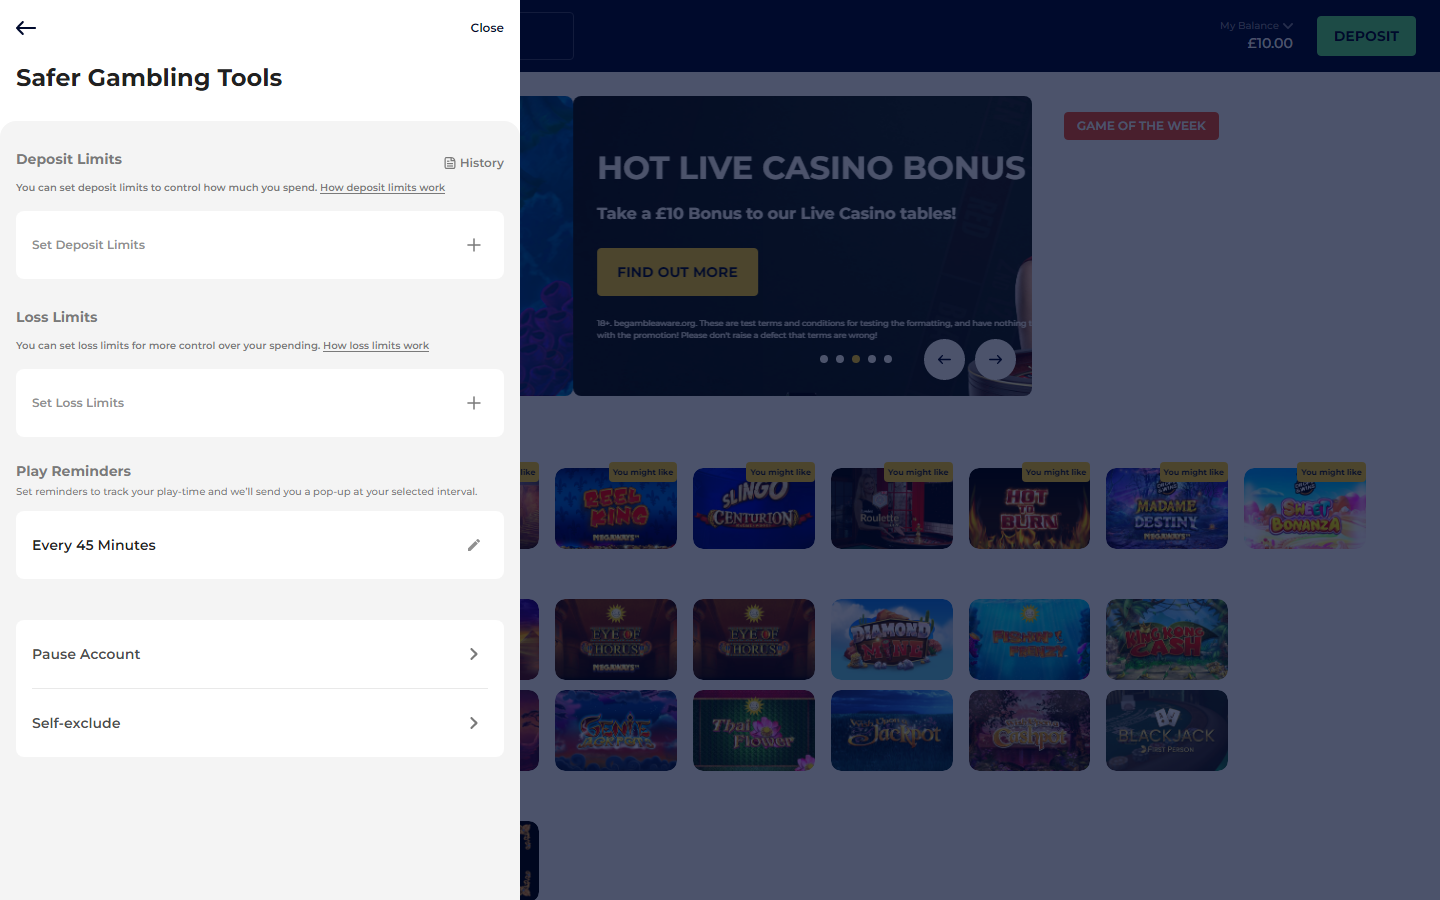 Close
Safer Gambling Tools
Deposit Limits
History
You can set deposit limits to control how much you spend. How deposit limits work
Set Deposit Limits
Loss Limits
You can set loss limits for more control over your spending. How loss limits work
Set Loss Limits
Play Reminders
Set reminders to track your play-time and we'll send you a pop-up at your selected interval.
Every 45 Minutes
Pause Account
Self-exclude
My Balance
£10.00
DEPOSIT
GAME OF THE WEEK
HOT LIVE CASINO BONUS
Take a £10 Bonus to our Live Casino tables!
FIND OUT MORE
18+. begambleaware.org. These are test terms and conditions for testing the formatting, and have nothing
with the promotion! Please don't raise a defect that terms are wrong!
like
You might like
You might like
You might like
You might like
You might like
You might like
REEL KING MEGAWAYS
SLINGO CENTURION
Roulette
HOT TO BURN
MADAME DESTINY MEGAWAYS
SWEET BONANZA
EYE OF HORUS MEGAWAYS
EYE OF HORUS
DIAMOND MINE
FISHIN' FRENZY
KING KONG CASH
GENIE JACKPOTS
Thai Flower
Jackpot
BLACKJACK
FIRST PERSON